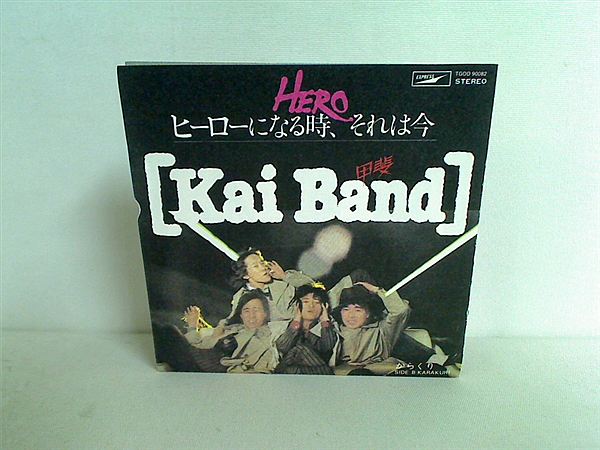 EXPRESS
TGOO 90082
STEREO
HERO
ヒーローになる時、それは今
甲斐
[Kai Band]
からくり
SIDE B KARAKURI